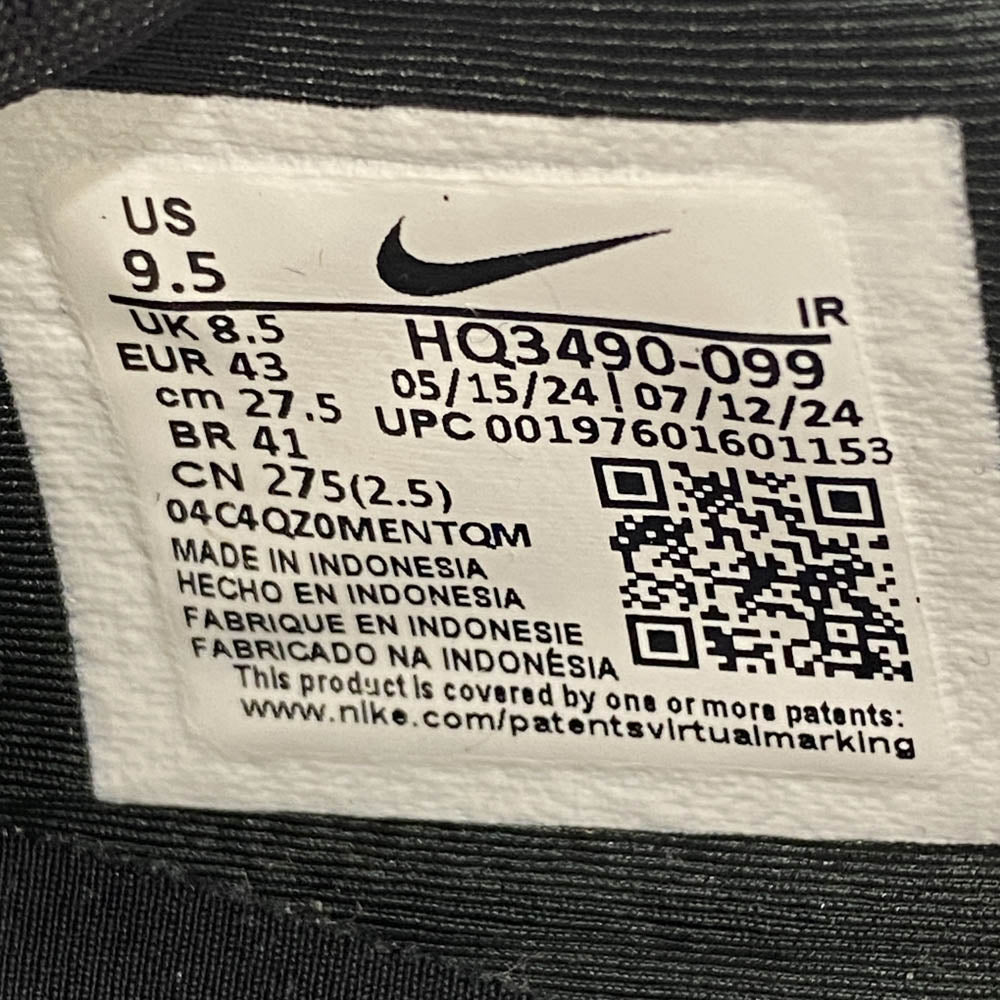 US
9.5
IR
UK 8.5
HQ3490-099
EUR 43
05/15/24 | 07/12/24
cm 27.5
UPC 001976016011​53
BR 41
CN 275(2.5)
04C4QZ0MENTQM
MADE IN INDONESIA
HECHO EN INDONESIA
FABRIQUE EN INDONESIE
FABRICADO NA INDONÉSIA
This product is covered by one or more patents:
www.nike.com/patentsvirtualmarking